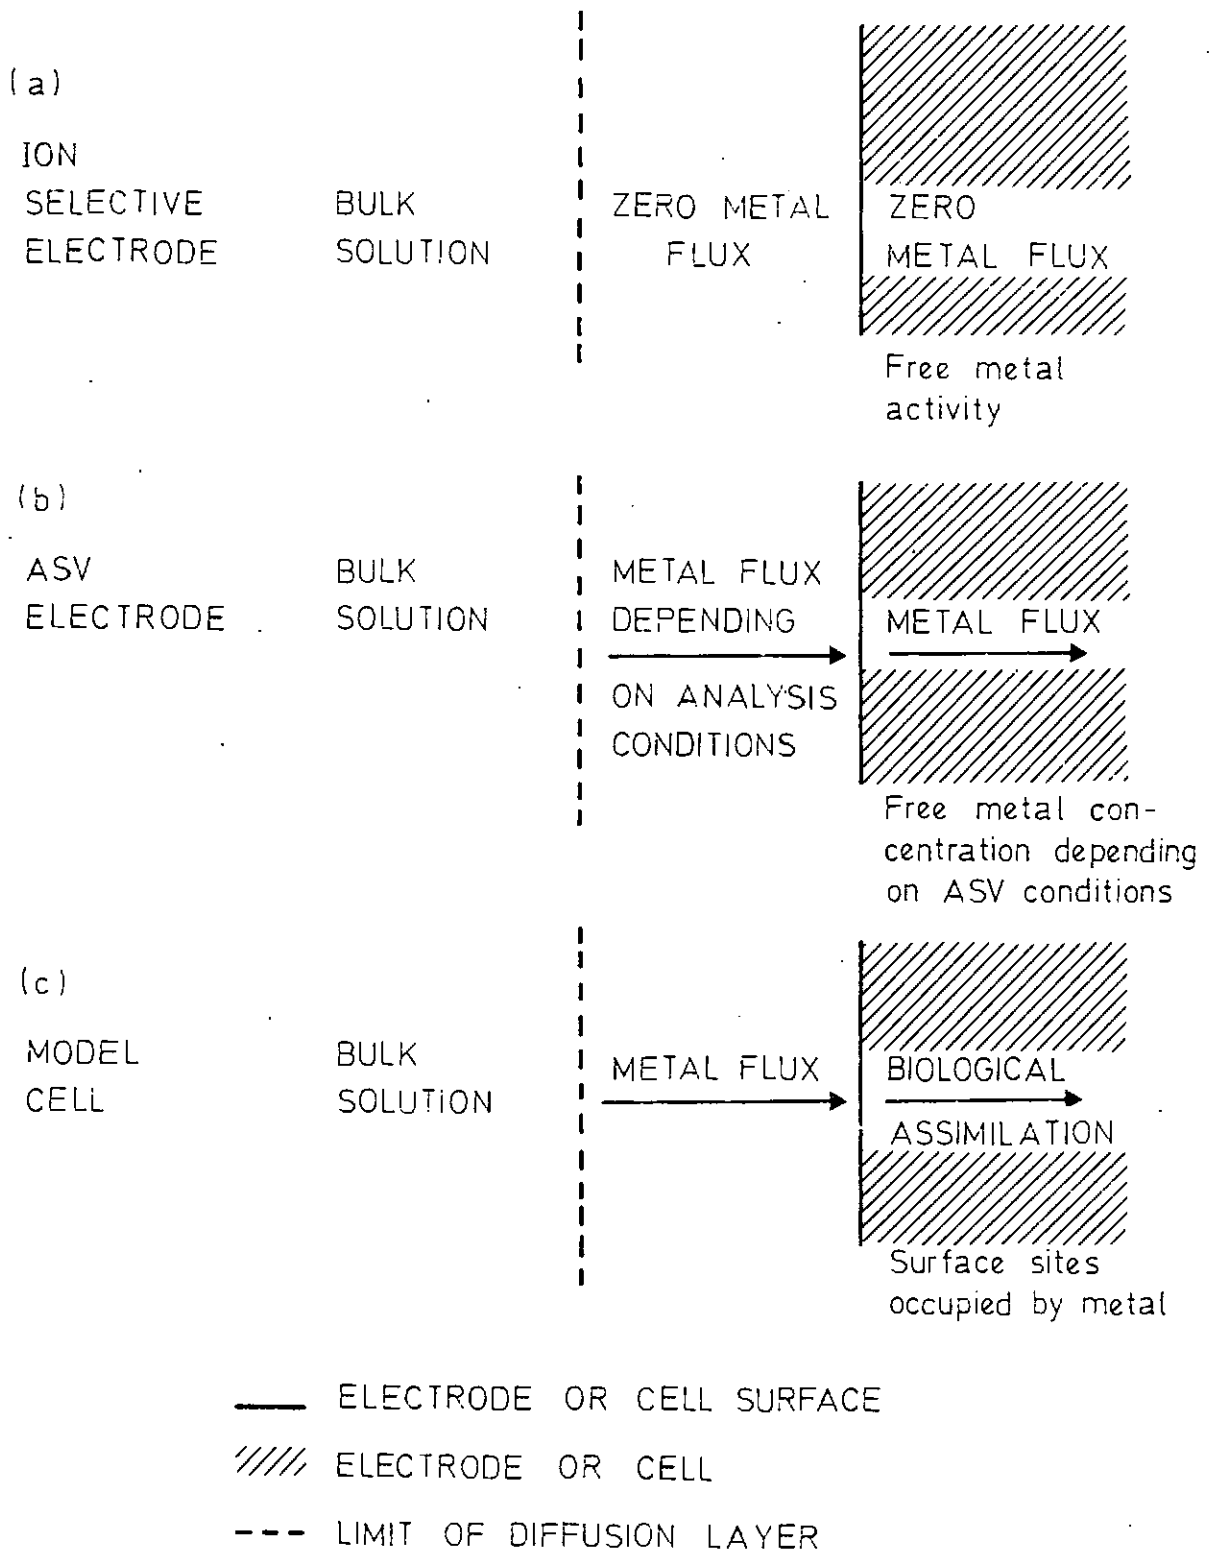 (a)
ION
SELECTIVE
ELECTRODE
BULK
SOLUTION
ZERO METAL
FLUX
ZERO
METAL FLUX
Free metal
activity
(b)
ASV
ELECTRODE
BULK
SOLUTION
METAL FLUX
DEPENDING
ON ANALYSIS
CONDITIONS
METAL FLUX
Free metal con-
centration depending
on ASV conditions
(c)
MODEL
CELL
BULK
SOLUTION
METAL FLUX
BIOLOGICAL
ASSIMILATION
Surface sites
occupied by metal
ELECTRODE OR CELL SURFACE
ELECTRODE OR CELL
LIMIT OF DIFFUSION LAYER